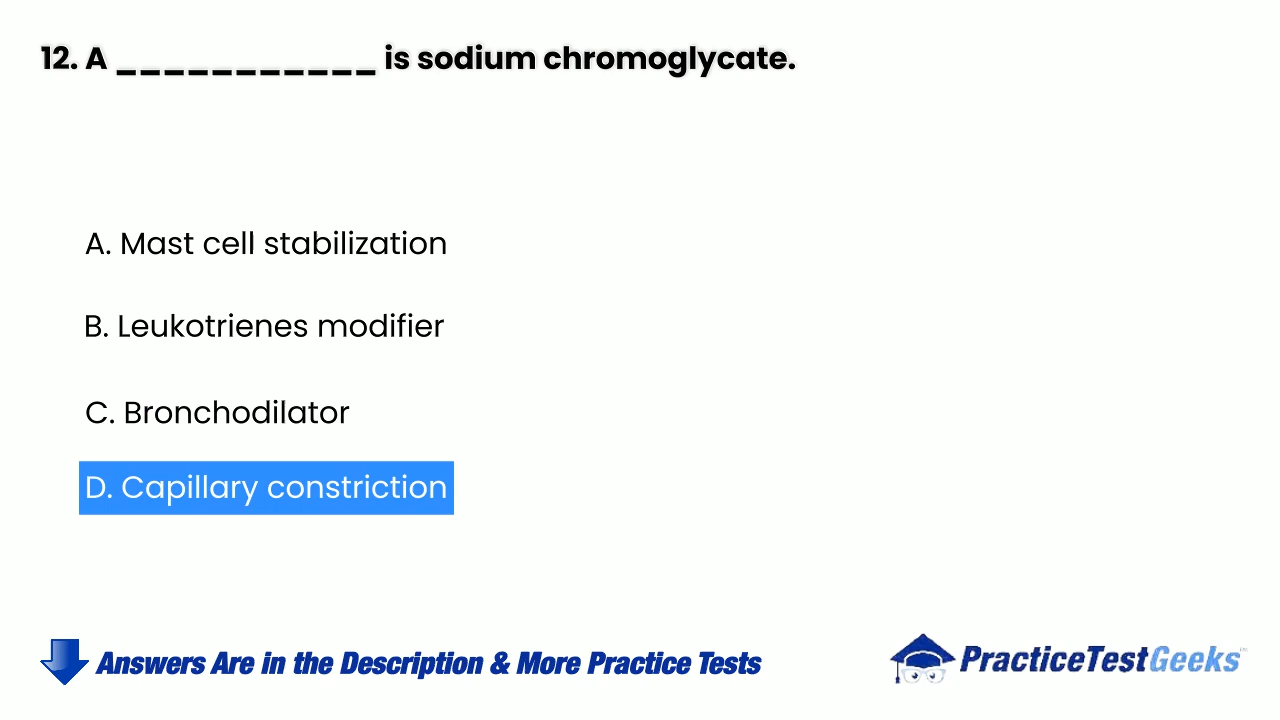 12. A ___________ is sodium chromoglycate.
A. Mast cell stabilization
B. Leukotrienes modifier
C. Bronchodilator
D. Capillary constriction
Answers Are in the Description & More Practice Tests
PracticeTestGeeks